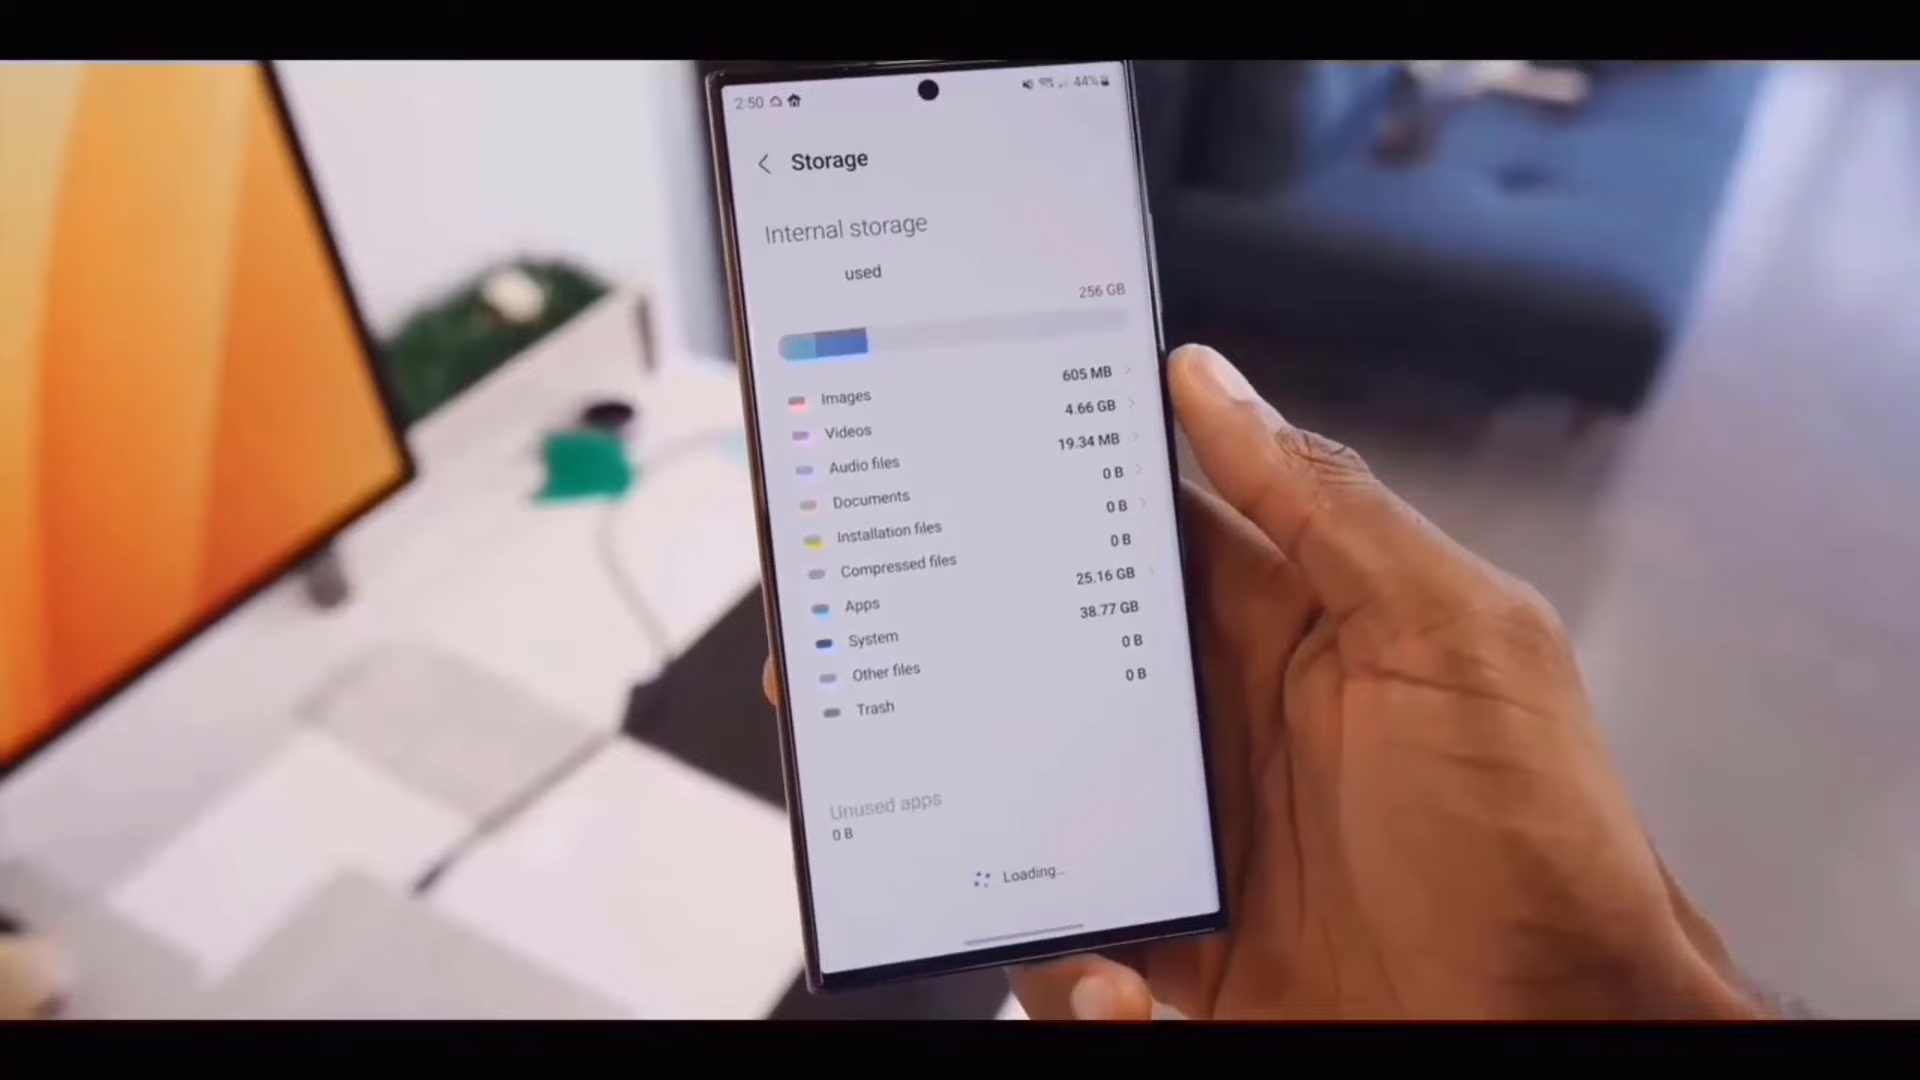 2:50 44%
Storage
Internal storage
used
256 GB
Images 605 MB
Videos 4.66 GB
Audio files 19.34 MB
Documents 0 B
Installation files 0 B
Compressed files 0 B
Apps 25.16 GB
System 38.77 GB
Other files 0 B
Trash 0 B
Unused apps
0 B
Loading...